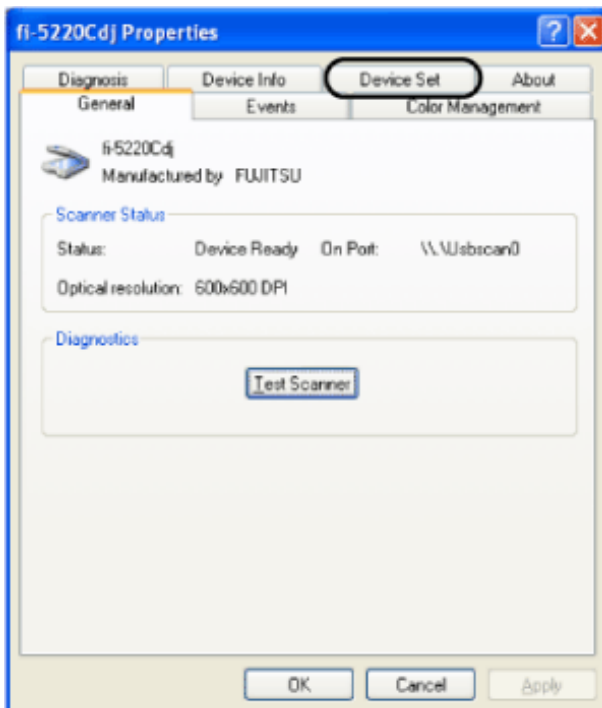 fi-5220Cdj Properties
Diagnosis Device Info Device Set About
General Events Color Management
fi-5220Cdj
Manufactured by FUJITSU
Scanner Status
Status: Device Ready On Port: \\.\Usbscan0
Optical resolution: 600x600 DPI
Diagnostics
Test Scanner
OK Cancel Apply